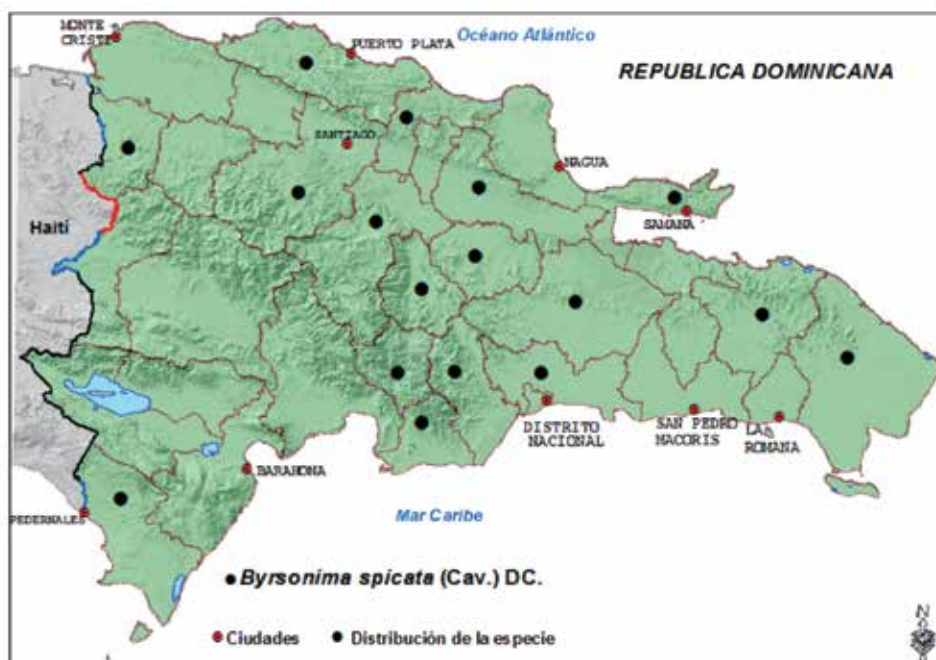 MONTE
CRISTI
Océano Atlántico
PUERTO PLATA
REPUBLICA DOMINICANA
SANTIAGO
NAGUA
SAMANA
Haití
DISTRITO
NACIONAL
SAN PEDRO
MACORIS
LA
ROMANA
BARAHONA
PEDERNALES
Mar Caribe
Byrsonima spicata (Cav.) DC.
Ciudades
Distribución de la especie
N